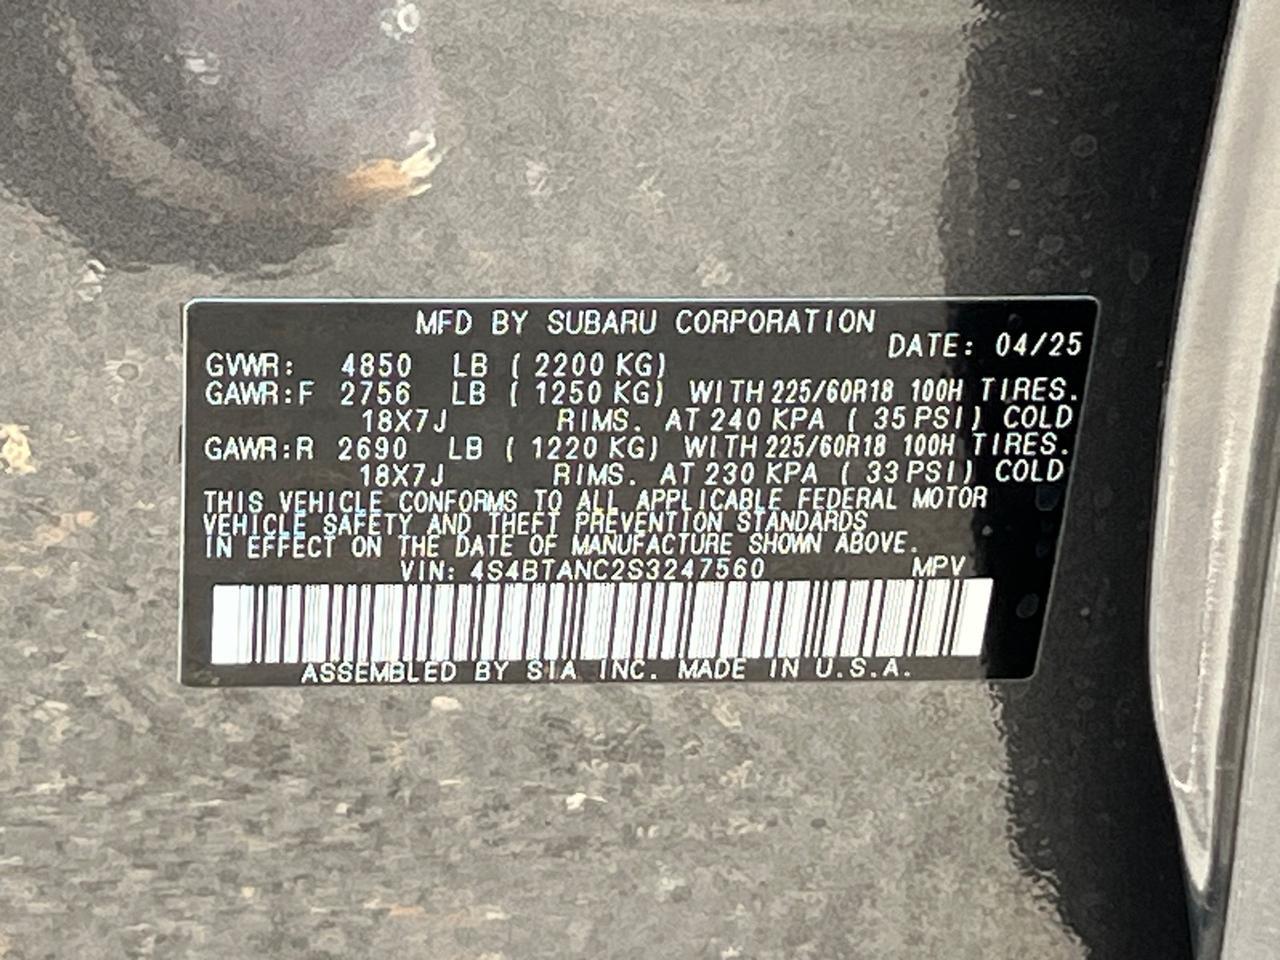 MFD BY SUBARU CORPORATION
DATE: 04/25
GVWR: 4850 LB ( 2200 KG)
GAWR:F 2756 LB ( 1250 KG) WITH 225/60R18 100H TIRES.
18X7J RIMS. AT 240 KPA ( 35 PSI) COLD
GAWR:R 2690 LB ( 1220 KG) WITH 225/60R18 100H TIRES.
18X7J RIMS. AT 230 KPA ( 33 PSI) COLD
THIS VEHICLE CONFORMS TO ALL APPLICABLE FEDERAL MOTOR
VEHICLE SAFETY AND THEFT PREVENTION STANDARDS
IN EFFECT ON THE DATE OF MANUFACTURE SHOWN ABOVE.
VIN: 4S4BTANC2S3247560 MPV
ASSEMBLED BY SIA INC. MADE IN U.S.A.